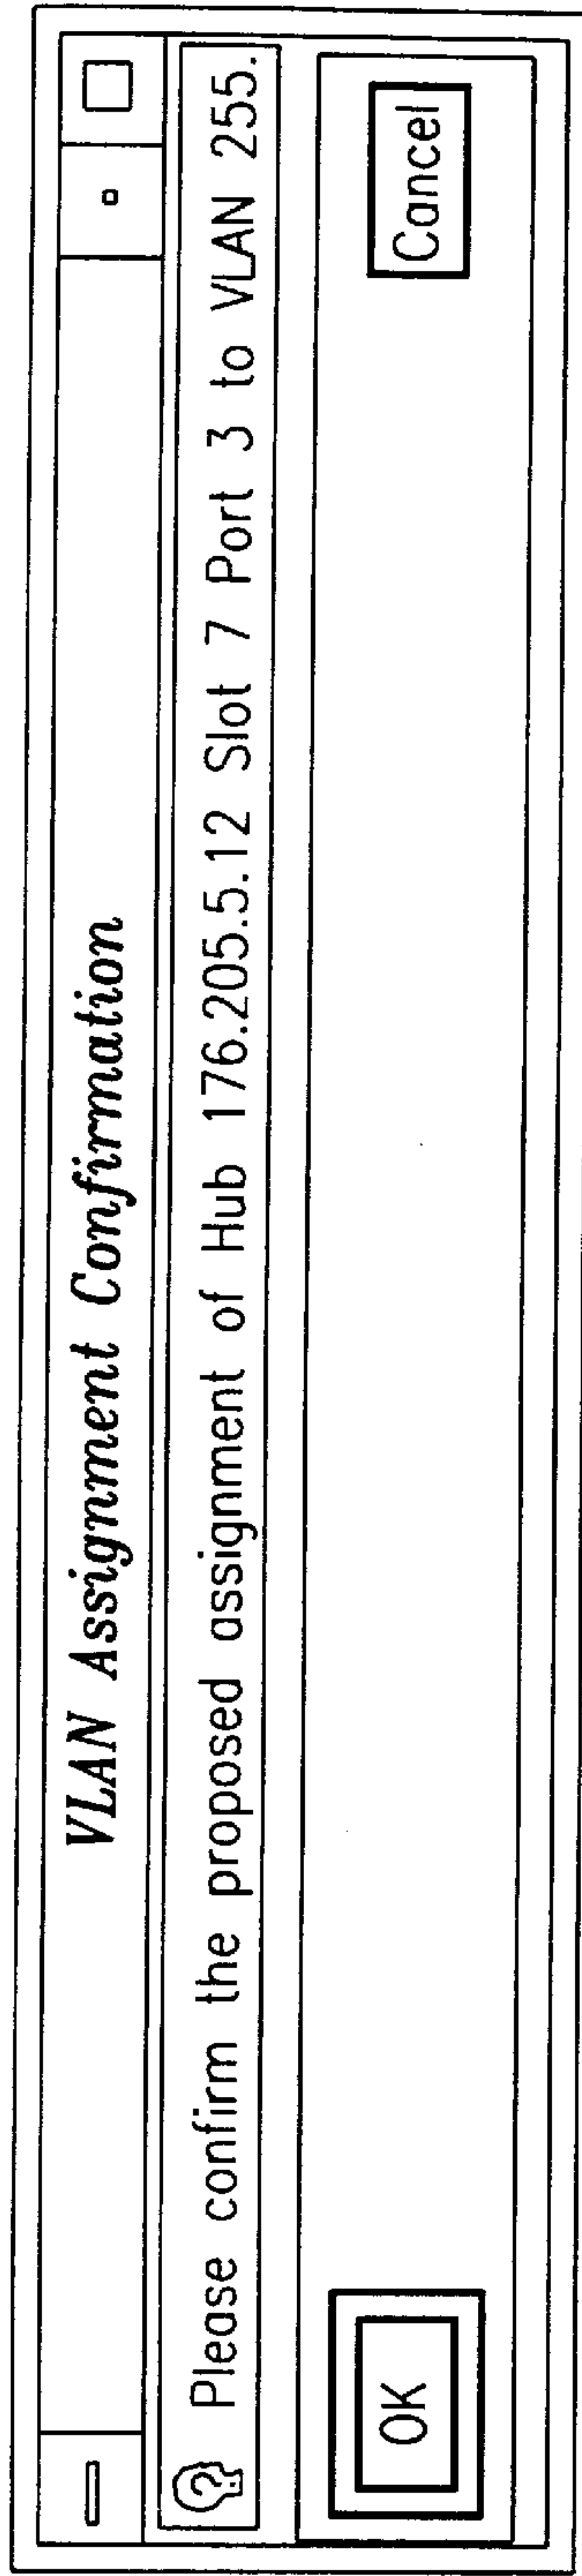 VLAN Assignment Confirmation
? Please confirm the proposed assignment of Hub 176.205.5.12 Slot 7 Port 3 to VLAN 255.
OK
Cancel